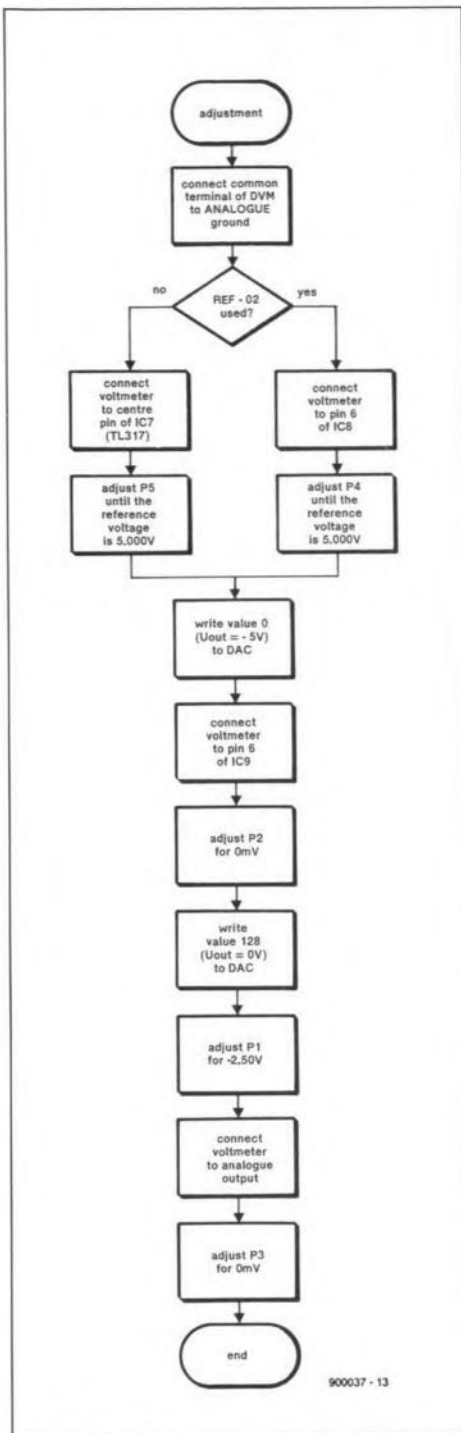 adjustment
connect common
terminal of DVM
to ANALOGUE
ground
no
REF - 02
used?
yes
connect
voltmeter
to centre
pin of IC7
(TL317)
adjust P5
until the
reference
voltage
is 5.000V
connect
voltmeter
to pin 6
of IC8
adjust P4
until the
reference
voltage
is 5.000V
write value 0
(Uout = - 5V)
to DAC
connect
voltmeter
to pin 6
of IC9
adjust P2
for 0mV
write
value 128
(Uout = 0V)
to DAC
adjust P1
for -2.50V
connect
voltmeter
to analogue
output
adjust P3
for 0mV
end
900037 - 13